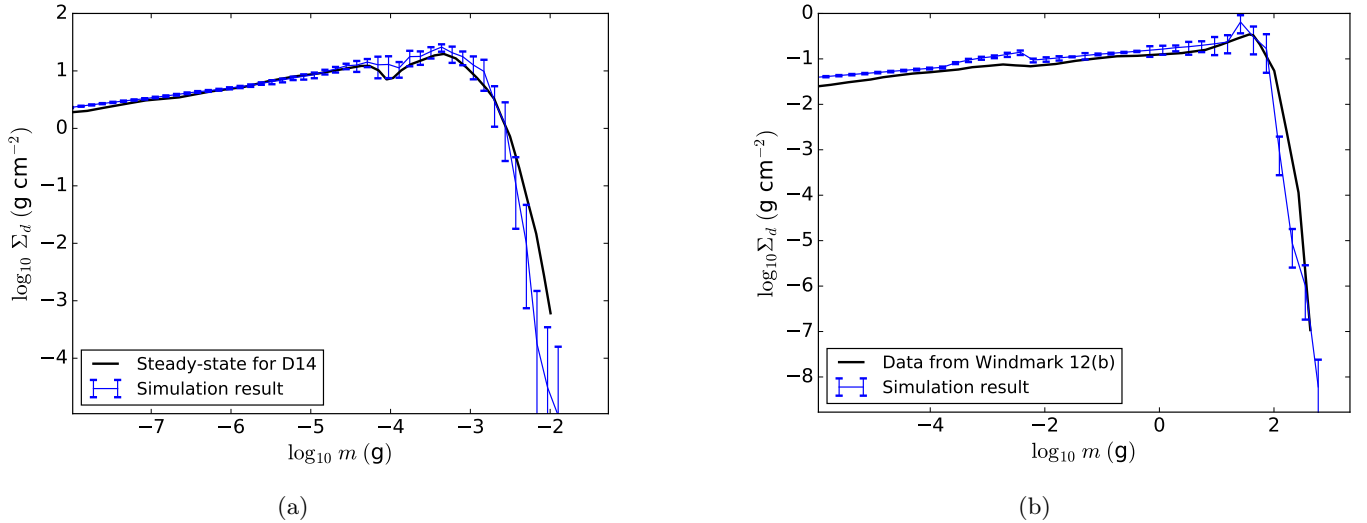 2
1
0
−1
−2
−3
−4
−7 −6 −5 −4 −3 −2
log₁₀ m (g)
log₁₀ Σ_d (g cm⁻²)
Steady-state for D14
Simulation result
(a)
0
−1
−2
−3
−4
−5
−6
−7
−8
−4 −2 0 2
log₁₀ m (g)
log₁₀Σ_d (g cm⁻²)
Data from Windmark 12(b)
Simulation result
(b)